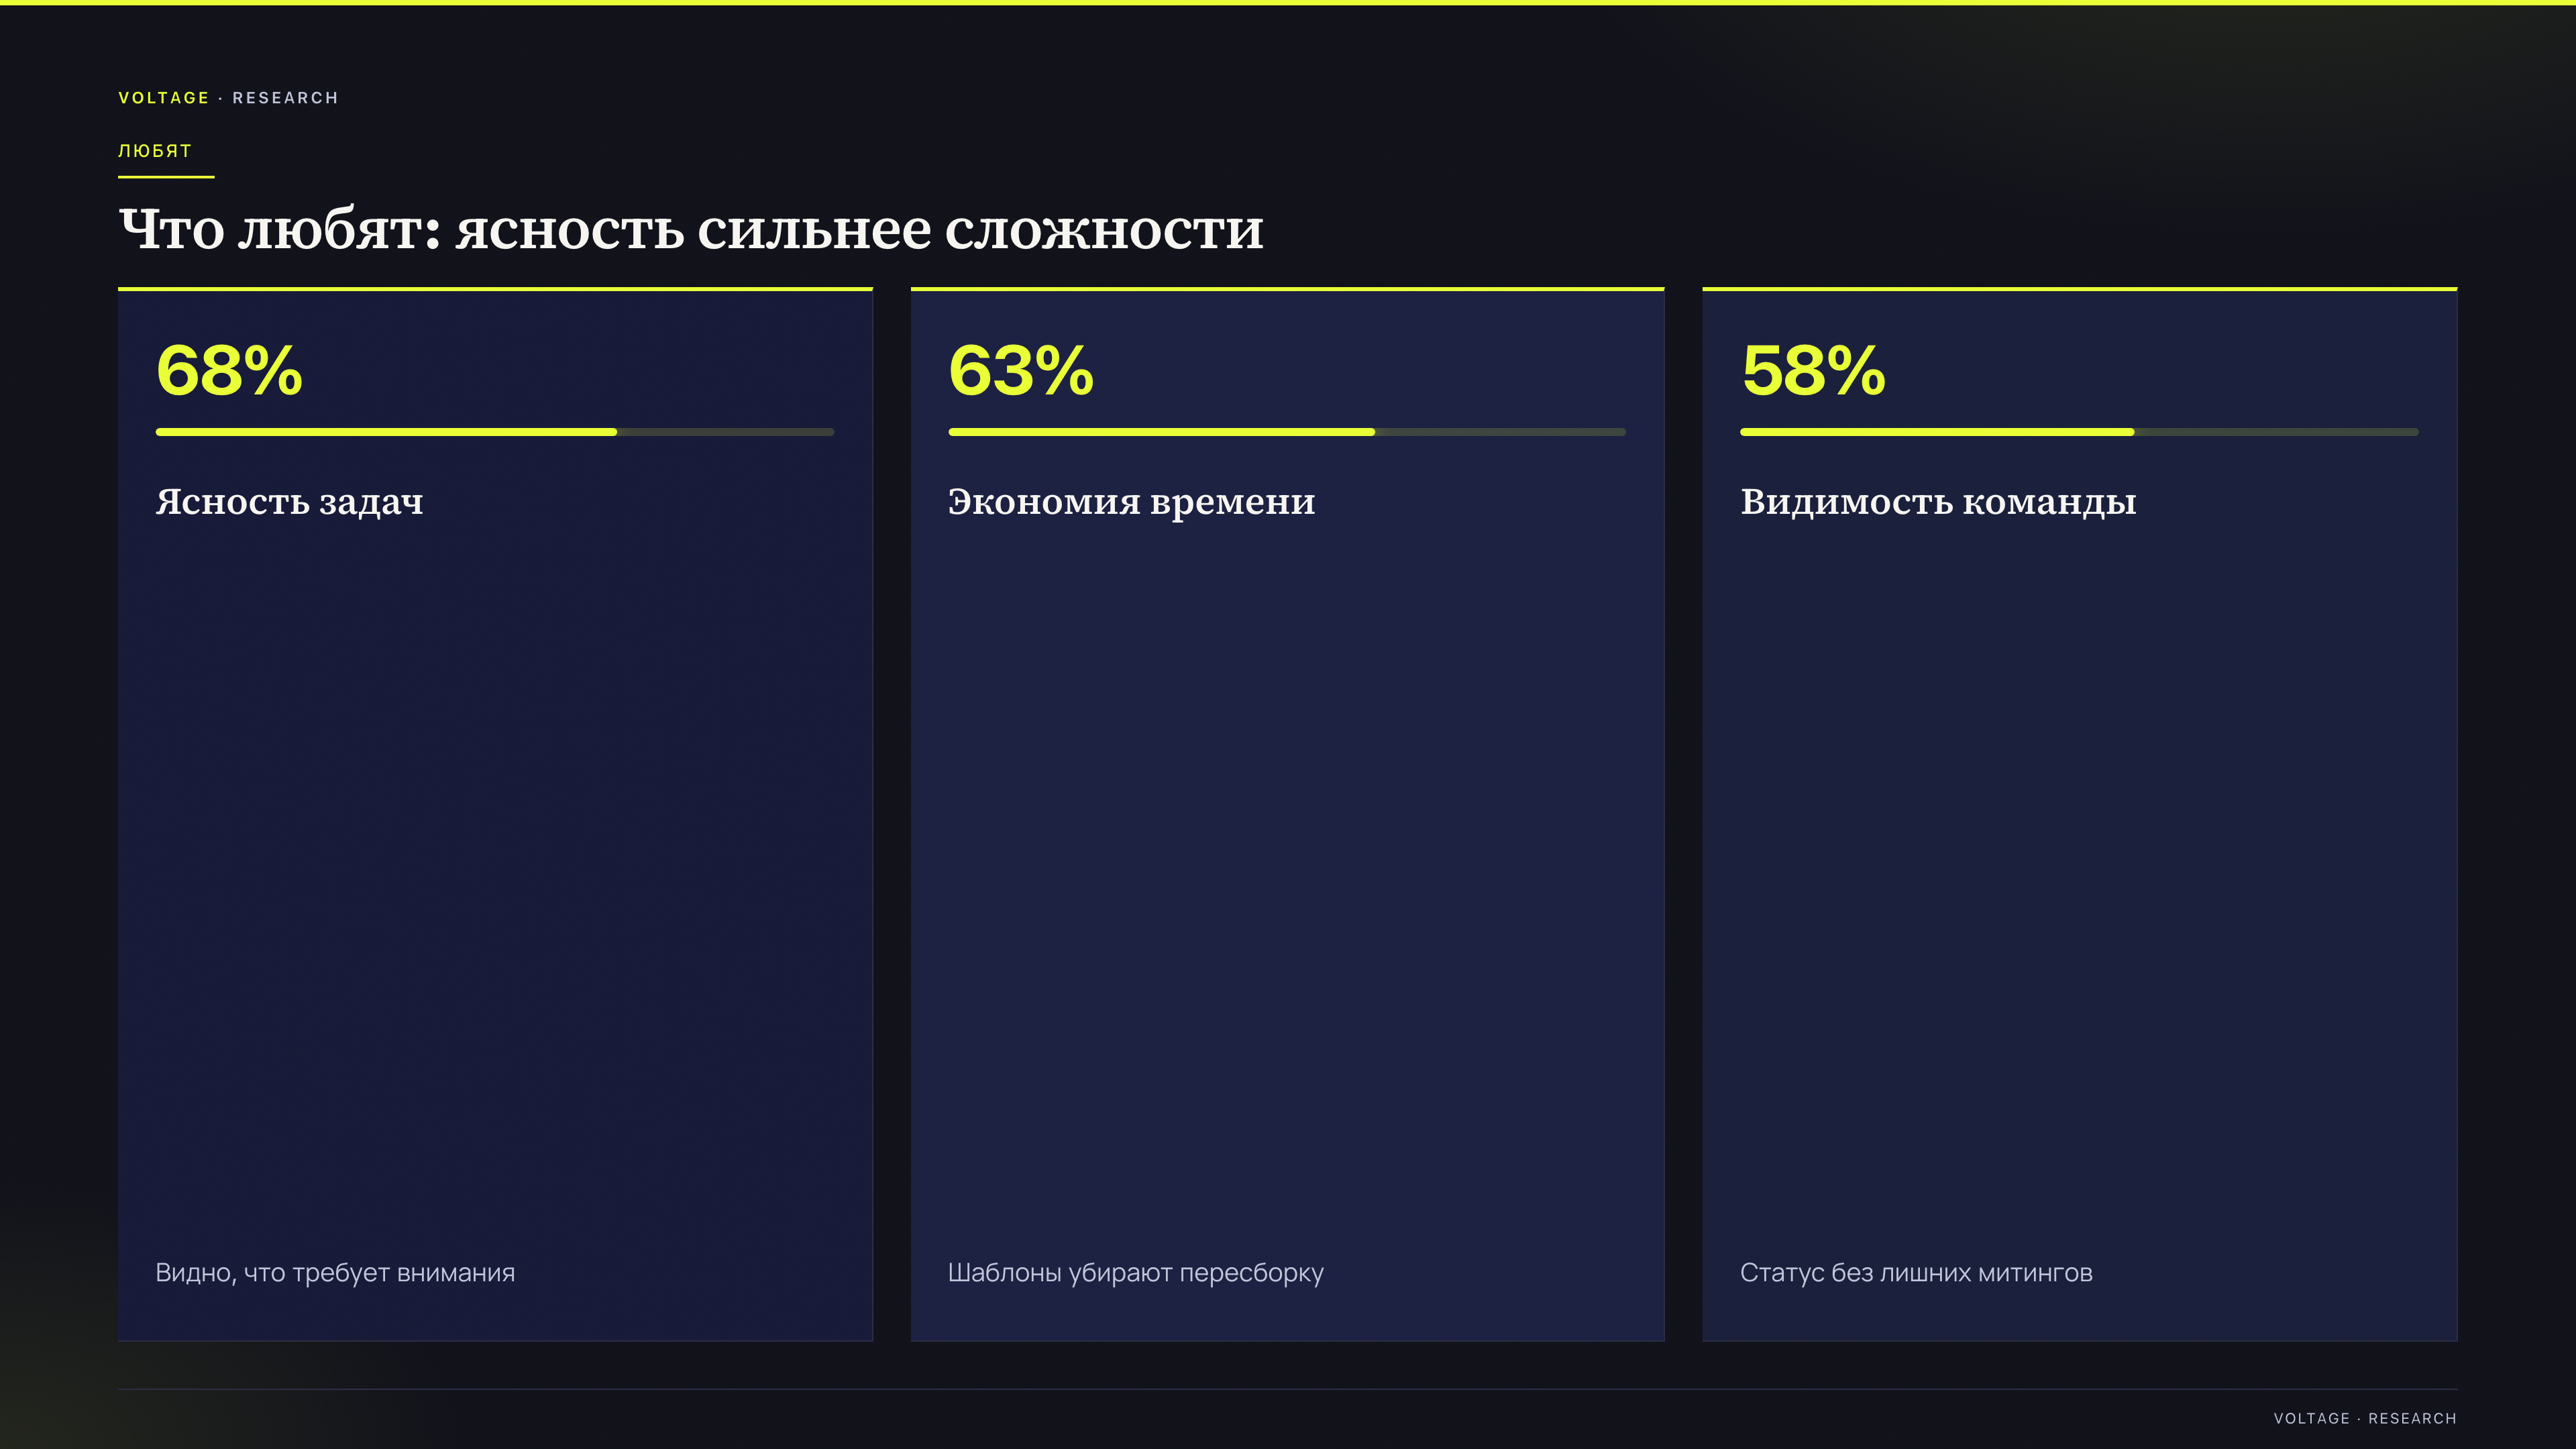 VOLTAGE · RESEARCH
ЛЮБЯТ
Что любят: ясность сильнее сложности
68%
Ясность задач
Видно, что требует внимания
63%
Экономия времени
Шаблоны убирают пересборку
58%
Видимость команды
Статус без лишних митингов
VOLTAGE · RESEARCH